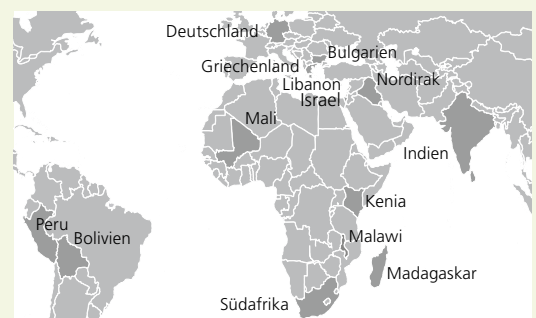 Deutschland
Bulgarien
Griechenland
Libanon
Nordirak
Israel
Mali
Indien
Kenia
Peru
Malawi
Bolivien
Madagaskar
Südafrika